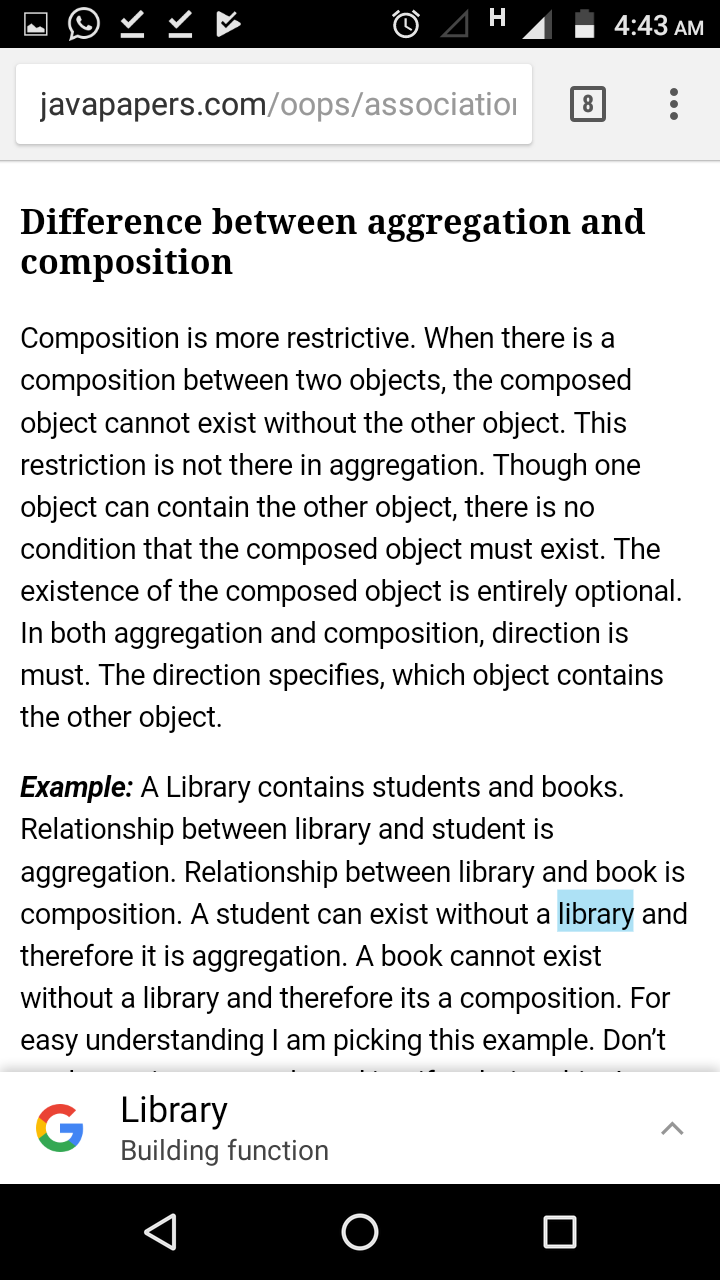 H 4:43 AM
javapapers.com/oops/association
8
Difference between aggregation and
composition
Composition is more restrictive. When there is a
composition between two objects, the composed
object cannot exist without the other object. This
restriction is not there in aggregation. Though one
object can contain the other object, there is no
condition that the composed object must exist. The
existence of the composed object is entirely optional.
In both aggregation and composition, direction is
must. The direction specifies, which object contains
the other object.
Example: A Library contains students and books.
Relationship between library and student is
aggregation. Relationship between library and book is
composition. A student can exist without a library and
therefore it is aggregation. A book cannot exist
without a library and therefore its a composition. For
easy understanding I am picking this example. Don’t
Library
Building function